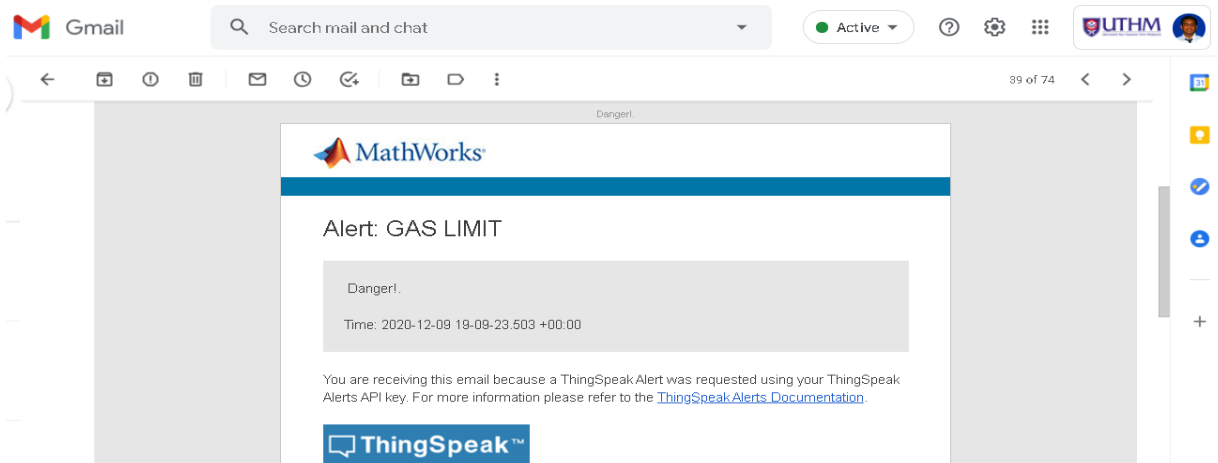 Gmail
Search mail and chat
Active
UTHM
39 of 74
31
Danger!.
MathWorks
Alert: GAS LIMIT
Danger!.
Time: 2020-12-09 19-09-23.503 +00:00
You are receiving this email because a ThingSpeak Alert was requested using your ThingSpeak
Alerts API key. For more information please refer to the ThingSpeak Alerts Documentation.
ThingSpeak™